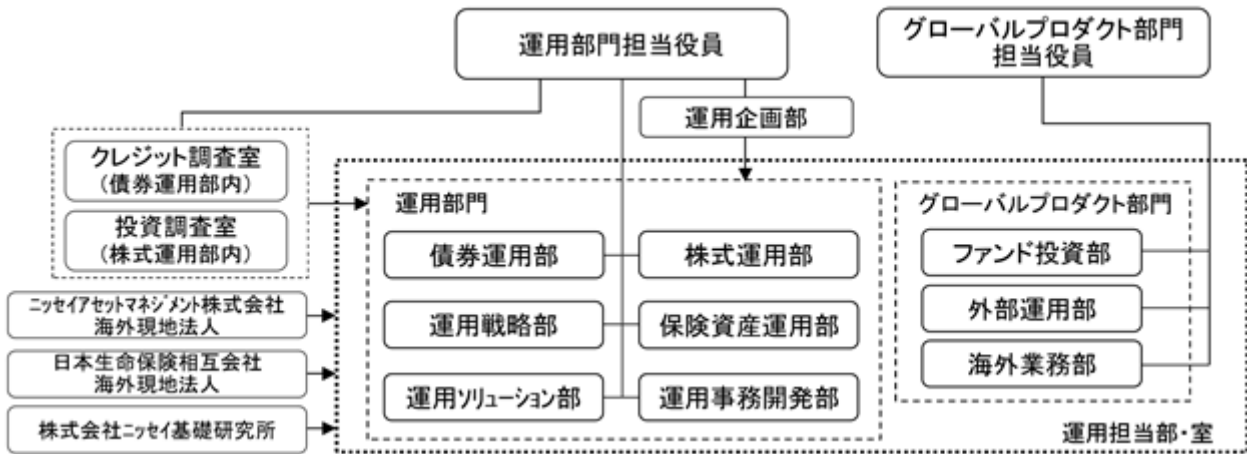 運用部門担当役員
グローバルプロダクト部門
担当役員
運用企画部
クレジット調査室
（債券運用部内）
投資調査室
（株式運用部内）
ニッセイアセットマネジメント株式会社
海外現地法人
日本生命保険相互会社
海外現地法人
株式会社ニッセイ基礎研究所
運用部門
債券運用部
株式運用部
運用戦略部
保険資産運用部
運用ソリューション部
運用事務開発部
グローバルプロダクト部門
ファンド投資部
外部運用部
海外業務部
運用担当部・室